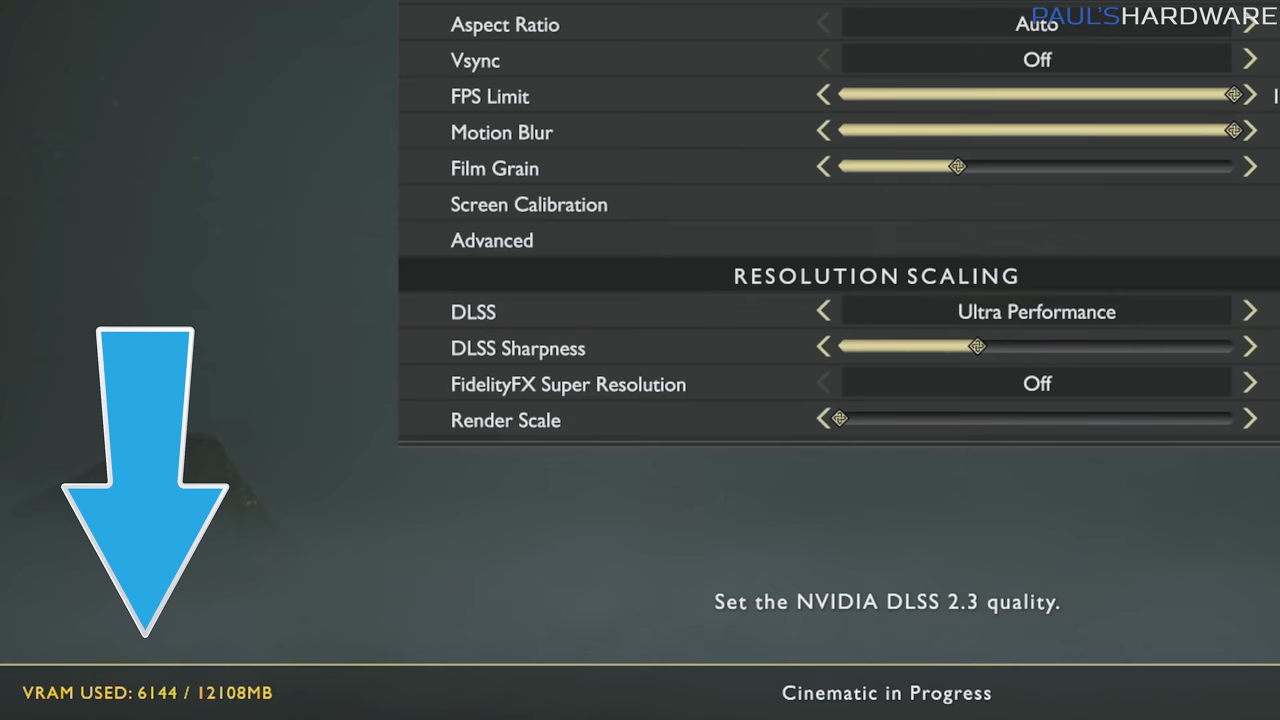 PAUL'SHARDWARE
Aspect Ratio Auto
Vsync Off
FPS Limit
Motion Blur
Film Grain
Screen Calibration
Advanced
RESOLUTION SCALING
DLSS Ultra Performance
DLSS Sharpness
FidelityFX Super Resolution Off
Render Scale
Set the NVIDIA DLSS 2.3 quality.
VRAM USED: 6144 / 12108MB Cinematic in Progress